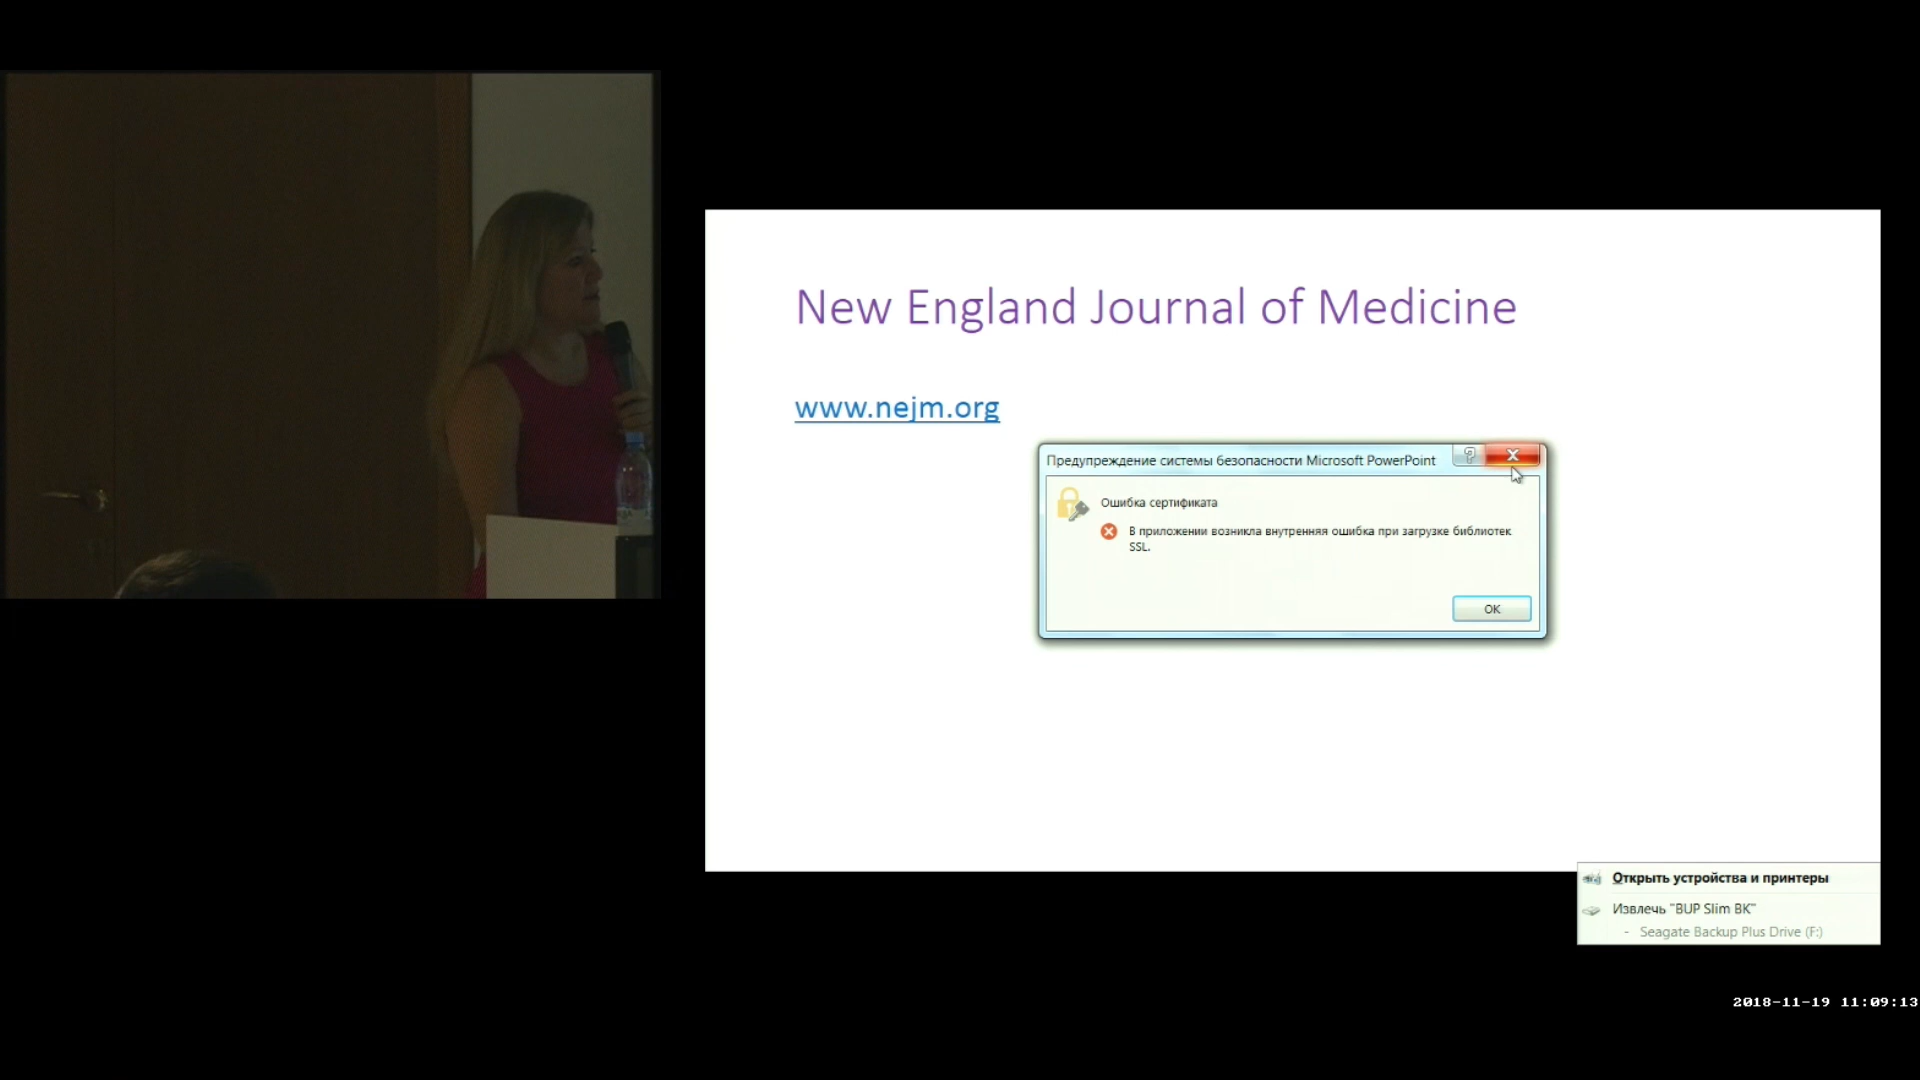 New England Journal of Medicine
www.nejm.org
Предупреждение системы безопасности Microsoft PowerPoint
Ошибка сертификата
В приложении возникла внутренняя ошибка при загрузке библиотек
SSL.
OK
Открыть устройства и принтеры
Извлечь "BUP Slim BK"
- Seagate Backup Plus Drive (F:)
2018-11-19 11:09:13